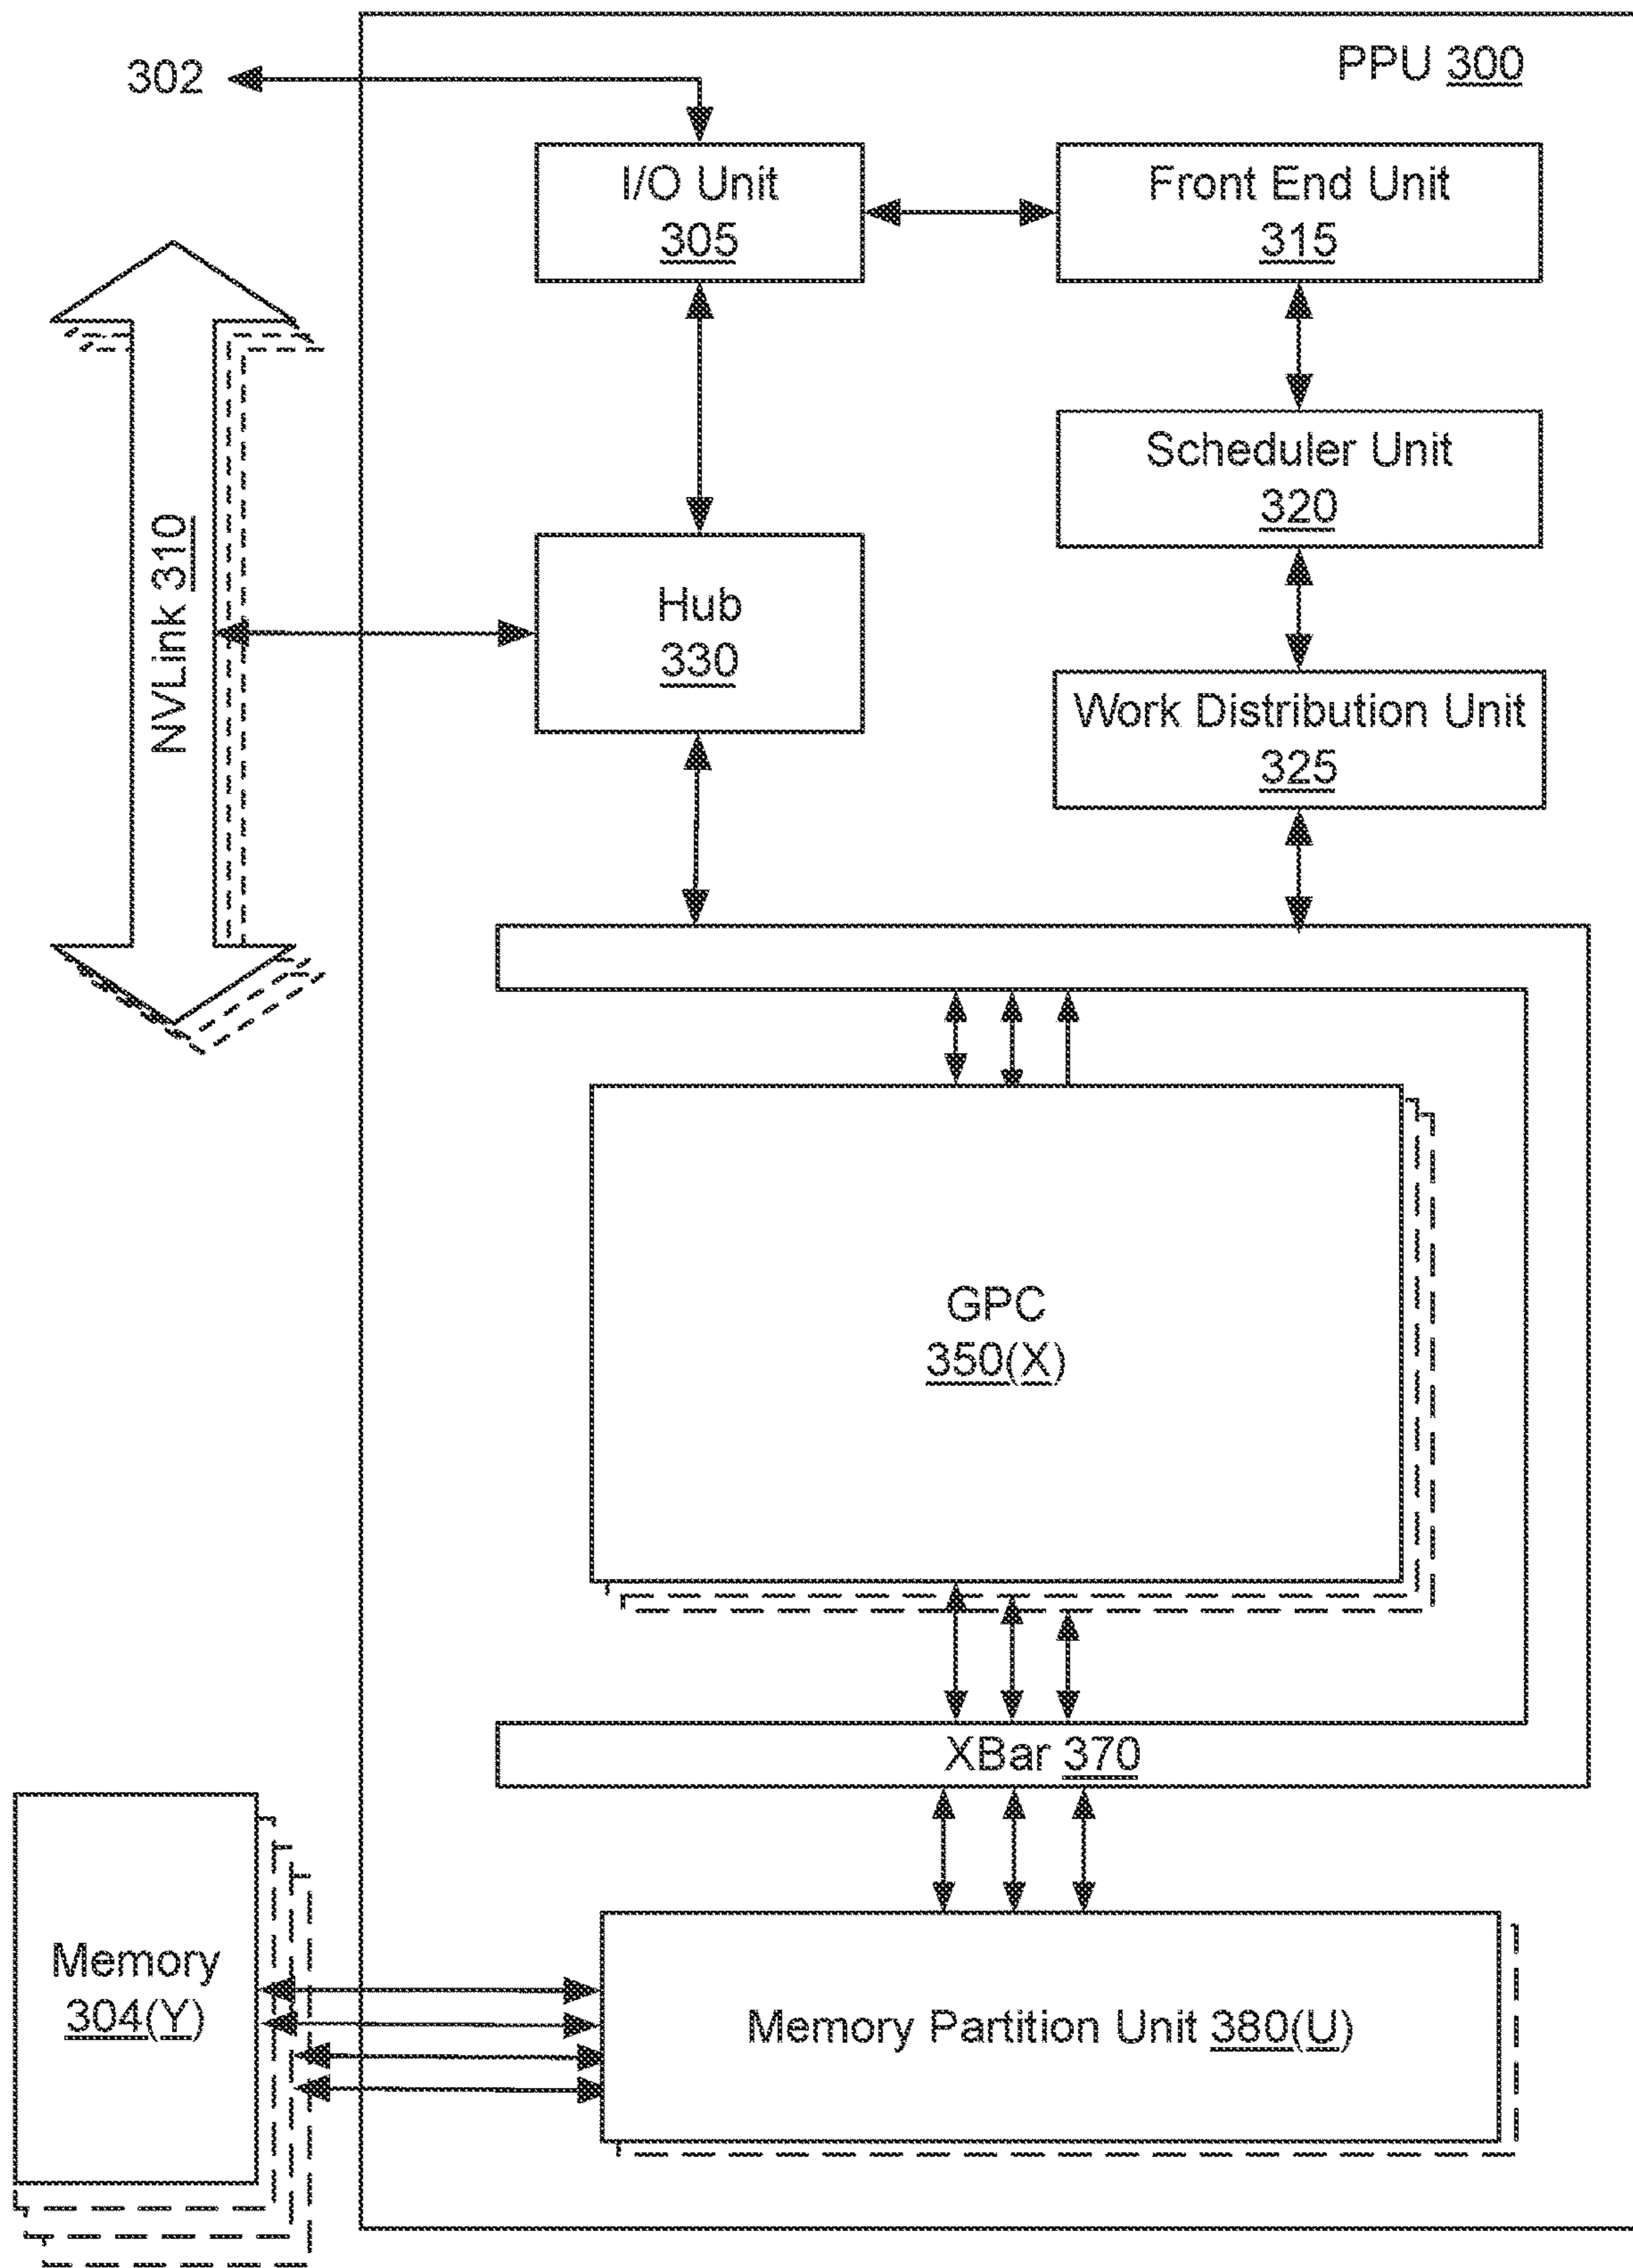 PPU 300
302
I/O Unit
305
Front End Unit
315
Scheduler Unit
320
NVLink 310
Hub
330
Work Distribution Unit
325
GPC
350(X)
XBar 370
Memory
304(Y)
Memory Partition Unit 380(U)